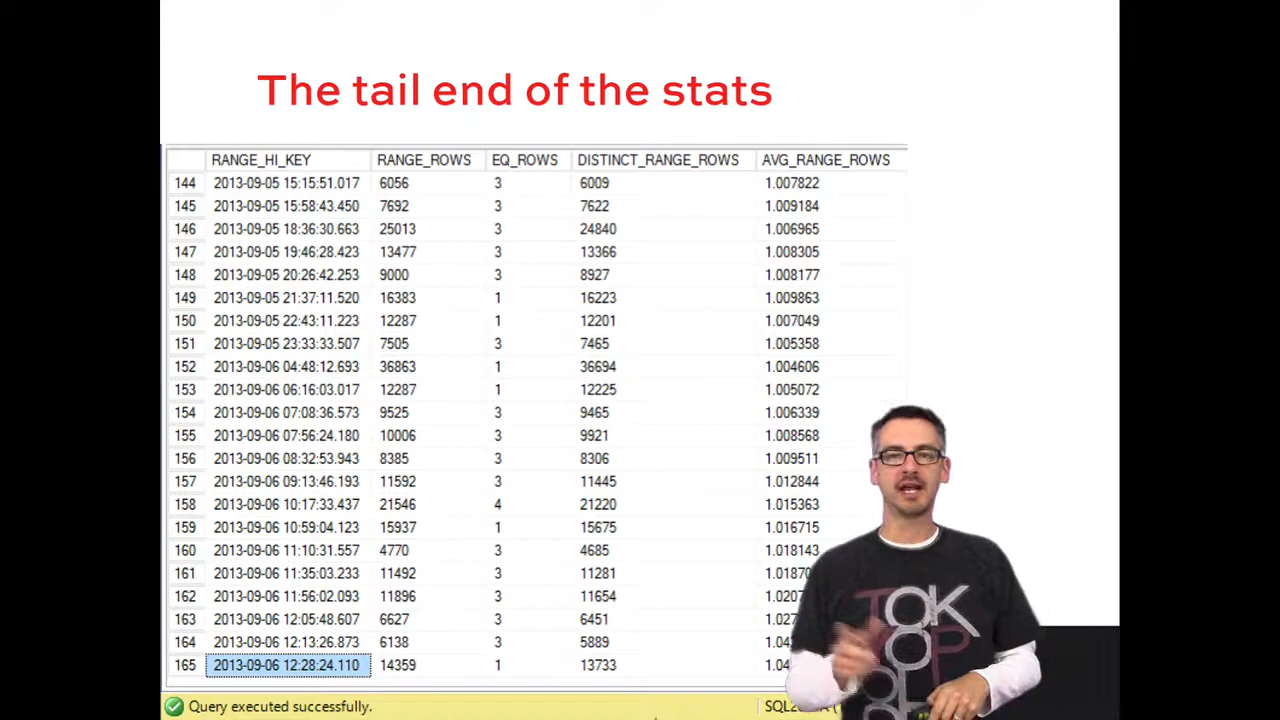 The tail end of the stats
RANGE_HI_KEY RANGE_ROWS EQ_ROWS DISTINCT_RANGE_ROWS AVG_RANGE_ROWS
144 2013-09-05 15:15:51.017 6056 3 6009 1.007822
145 2013-09-05 15:58:43.450 7692 3 7622 1.009184
146 2013-09-05 18:36:30.663 25013 3 24840 1.006965
147 2013-09-05 19:46:28.423 13477 3 13366 1.008305
148 2013-09-05 20:26:42.253 9000 3 8927 1.008177
149 2013-09-05 21:37:11.520 16383 1 16223 1.009863
150 2013-09-05 22:43:11.223 12287 1 12201 1.007049
151 2013-09-05 23:33:33.507 7505 3 7465 1.005358
152 2013-09-06 04:48:12.693 36863 1 36694 1.004606
153 2013-09-06 06:16:03.017 12287 1 12225 1.005072
154 2013-09-06 07:08:36.573 9525 3 9465 1.006339
155 2013-09-06 07:56:24.180 10006 3 9921 1.008568
156 2013-09-06 08:32:53.943 8385 3 8306 1.009511
157 2013-09-06 09:13:46.193 11592 3 11445 1.012844
158 2013-09-06 10:17:33.437 21546 4 21220 1.015363
159 2013-09-06 10:59:04.123 15937 1 15675 1.016715
160 2013-09-06 11:10:31.557 4770 3 4685 1.018143
161 2013-09-06 11:35:03.233 11492 3 11281 1.01870
162 2013-09-06 11:56:02.093 11896 3 11654 1.020
163 2013-09-06 12:05:48.607 6627 3 6451 1.02
164 2013-09-06 12:13:26.873 6138 3 5889 1.04
165 2013-09-06 12:28:24.110 14359 1 13733 1.04
Query executed successfully.